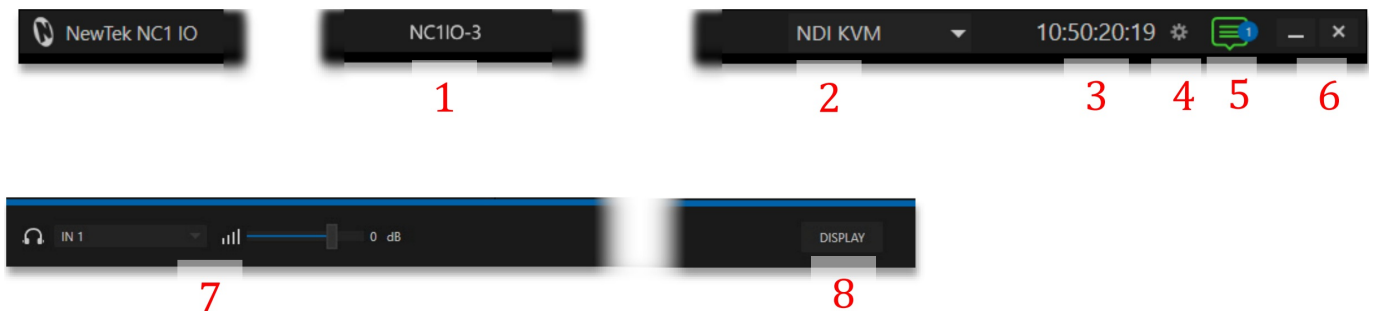 NewTek NC1 IO
NC1IO-3
NDI KVM
10:50:20:19
1
1
2
3
4
5
6
IN 1
0 dB
DISPLAY
7
8